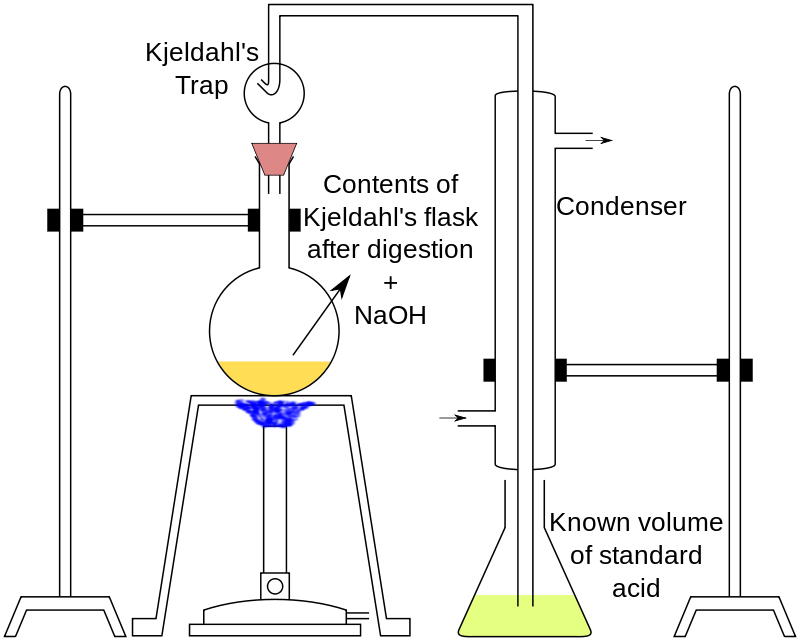 Kjeldahl's
Trap
Contents of
Kjeldahl's flask
after digestion
+
NaOH
Condenser
Known volume
of standard
acid